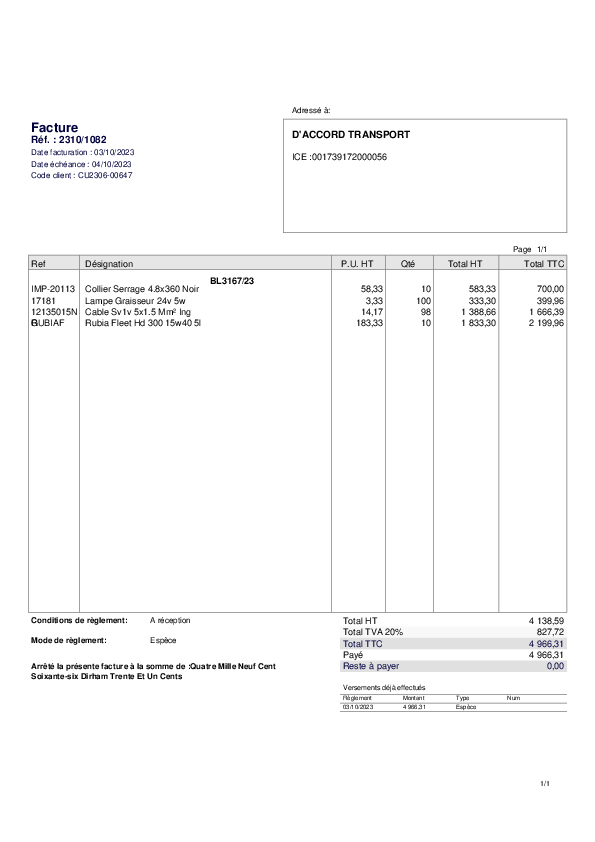 Adressé à:
Facture
Réf. : 2310/1082
Date facturation : 03/10/2023
Date échéance : 04/10/2023
Code client : CU2306-00647
D'ACCORD TRANSPORT
ICE :001739172000056
Page 1/1
Ref Désignation P.U. HT Qté Total HT Total TTC
BL3167/23
IMP-20113 Collier Serrage 4.8x360 Noir 58,33 10 583,33 700,00
17181 Lampe Graisseur 24v 5w 3,33 100 333,30 399,96
12135015N Cable Sv1v 5x1.5 Mm² Ing 14,17 98 1 388,66 1 666,39
Rubia Fleet Hd 300 15w40 5l 183,33 10 1 833,30 2 199,96
Conditions de règlement: A réception
Mode de règlement: Espèce
Arrêté la présente facture à la somme de :Quatre Mille Neuf Cent
Soixante-six Dirham Trente Et Un Cents
Total HT 4 138,59
Total TVA 20% 827,72
Total TTC 4 966,31
Payé 4 966,31
Reste à payer 0,00
Versements déjà effectués
Règlement Montant Type Num
03/10/2023 4 966,31 Espèce
1/1